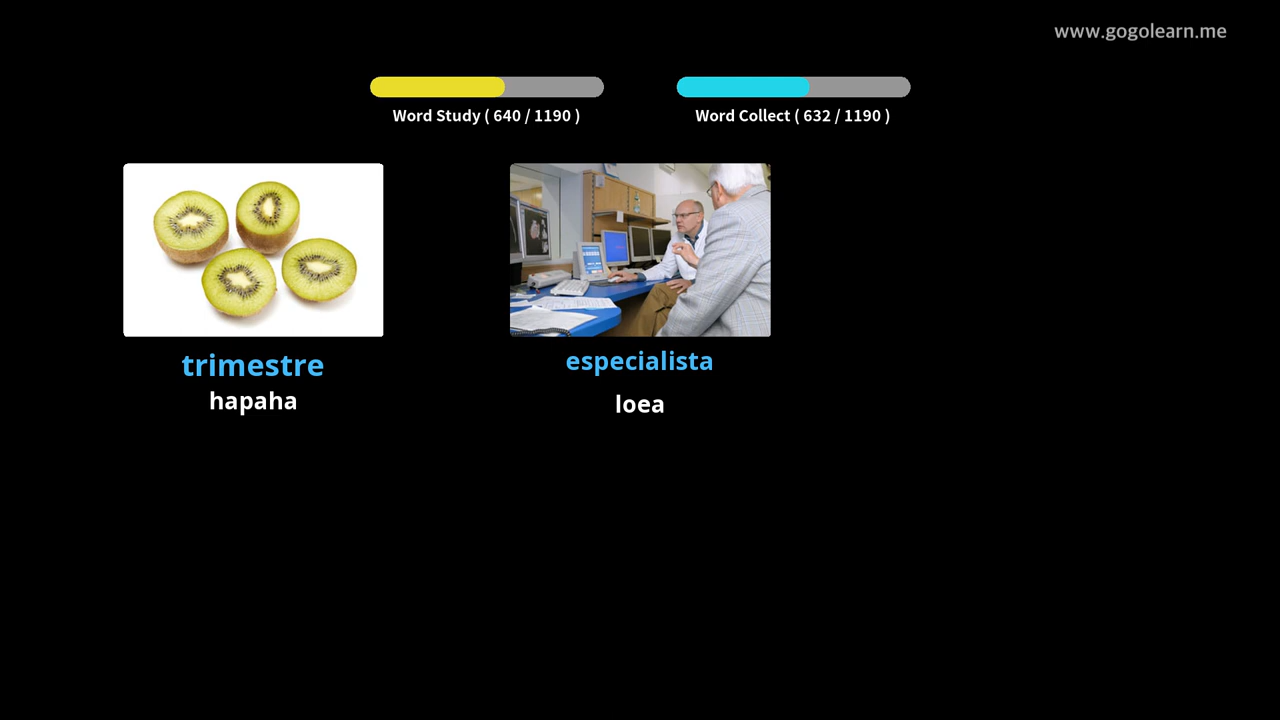 www.gogolearn.me
Word Study ( 640 / 1190 )
Word Collect ( 632 / 1190 )
trimestre
hapaha
especialista
loea